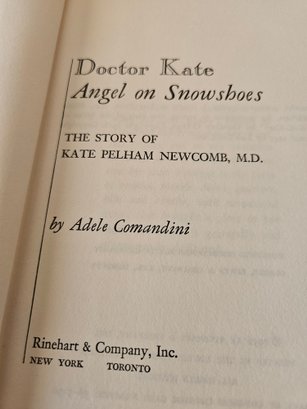 Doctor Kate
Angel on Snowshoes
THE STORY OF
KATE PELHAM NEWCOMB, M.D.
by Adele Comandini
Rinehart & Company, Inc.
NEW YORK TORONTO